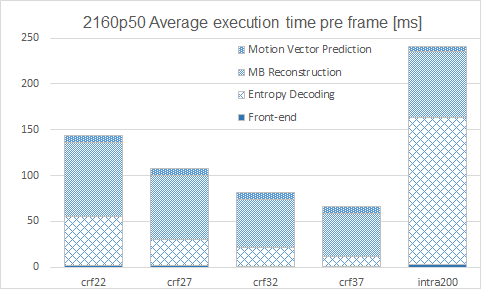 2160p50 Average execution time pre frame [ms]
250
200
150
100
50
0
Motion Vector Prediction
MB Reconstruction
Entropy Decoding
Front-end
crf22 crf27 crf32 crf37 intra200